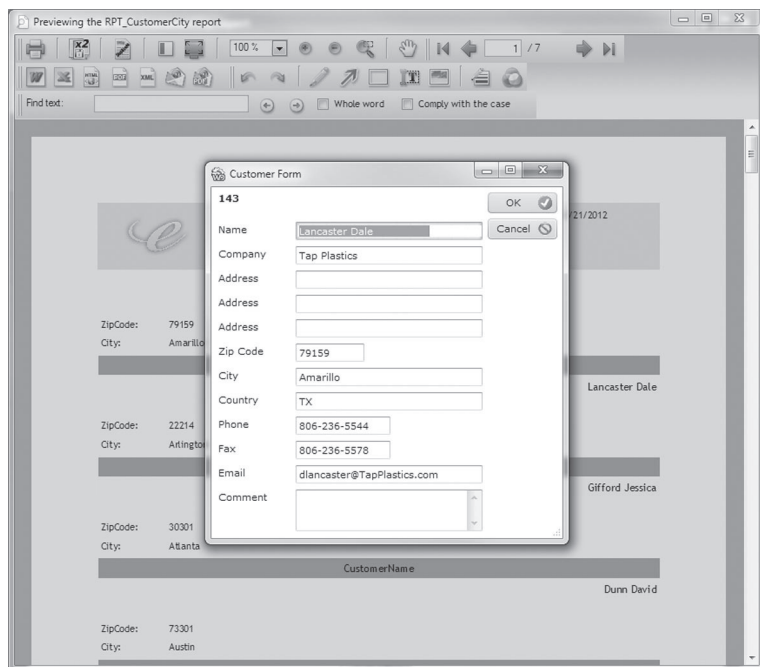 Previewing the RPT_CustomerCity report
100 %
1 / 7
Find text:
Whole word
Comply with the case
/21/2012
Customer Form
143
OK
Cancel
Name Lancaster Dale
Company Tap Plastics
Address
Address
Address
Zip Code 79159
City Amarillo
Country TX
Phone 806-236-5544
Fax 806-236-5578
Email dlancaster@TapPlastics.com
Comment
ZipCode: 79159
City: Amarillo
Lancaster Dale
ZipCode: 22214
City: Arlington
Gifford Jessica
ZipCode: 30301
City: Atlanta
CustomerName
Dunn David
ZipCode: 73301
City: Austin